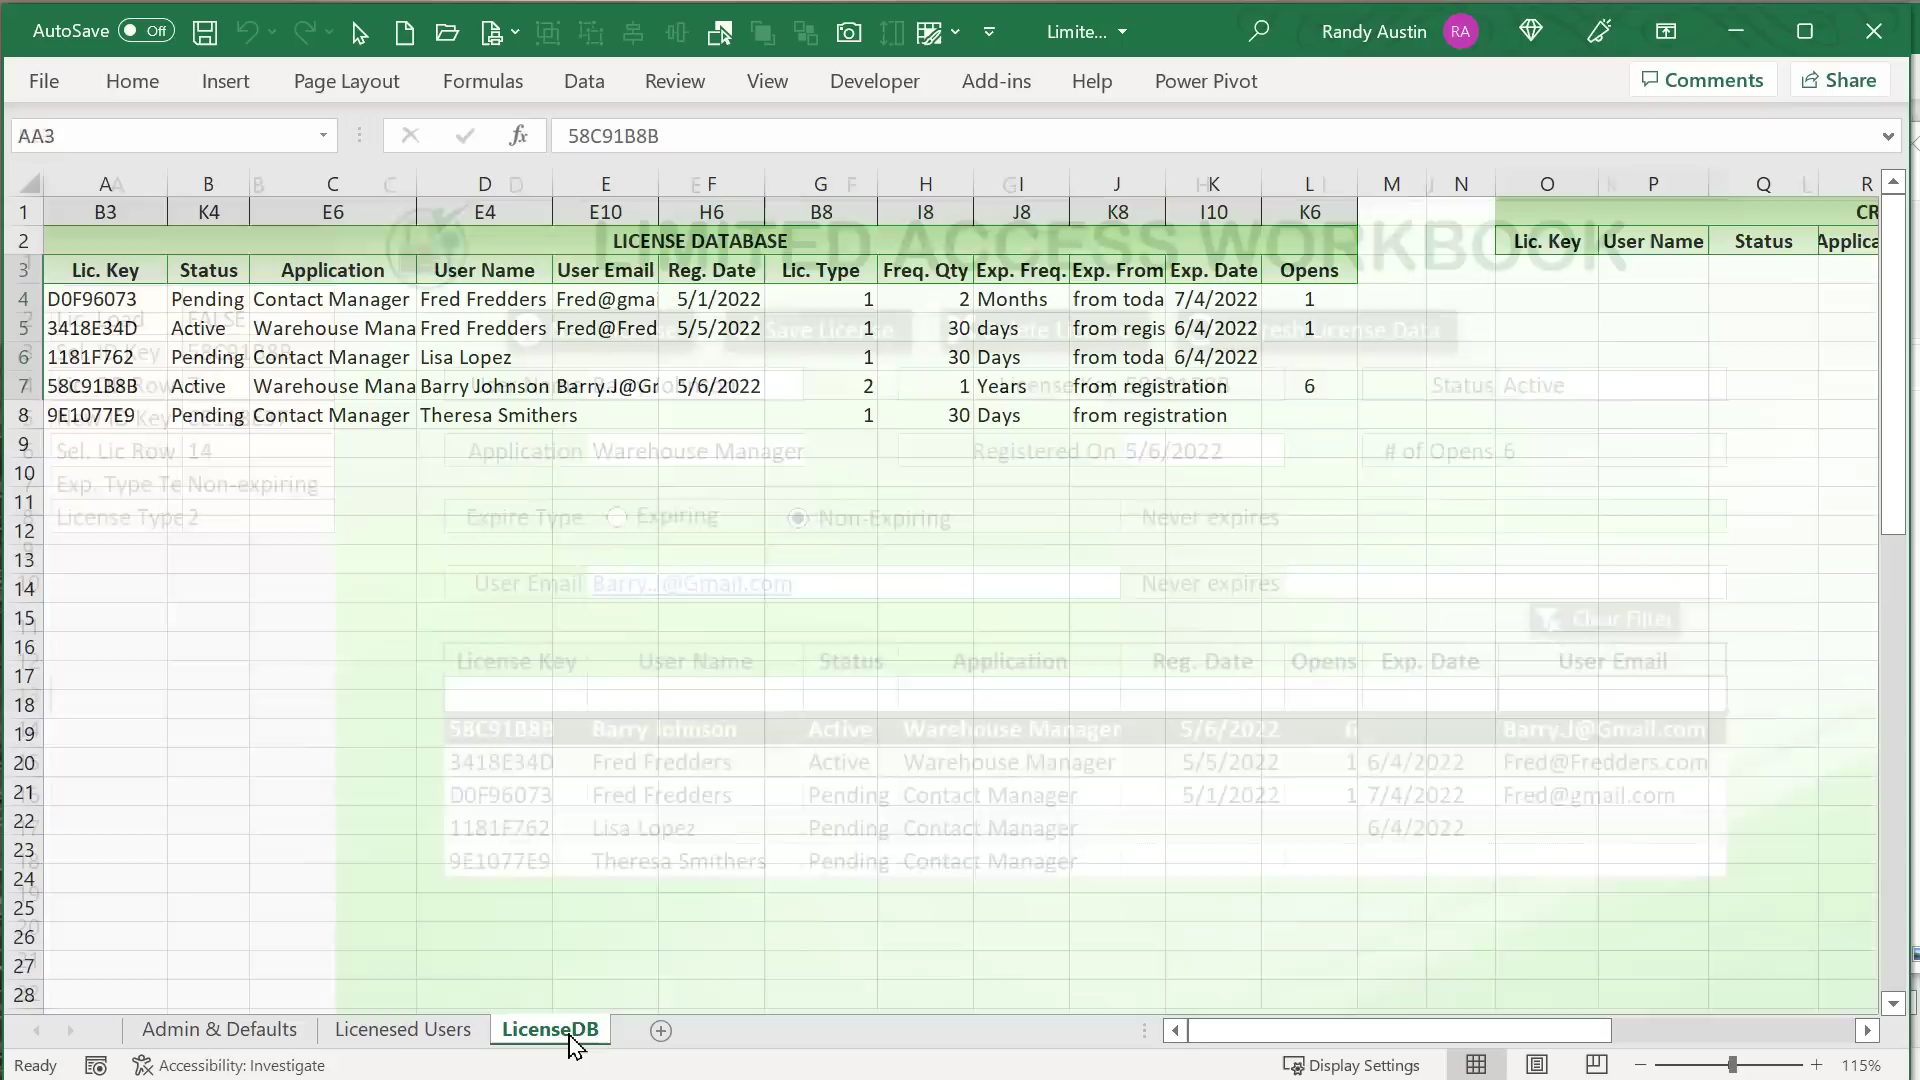 AutoSave Off Limite... Randy Austin RA
File Home Insert Page Layout Formulas Data Review View Developer Add-ins Help Power Pivot Comments Share
AA3 fx 58C91B8B
A B C D E F G H I J K L M N O P Q R
1 B3 K4 E6 E4 E10 H6 B8 I8 J8 K8 I10 K6 CR
2 LICENSE DATABASE Lic. Key User Name Status Applica
LIMITED ACCESS WORKBOOK
3 Lic. Key Status Application User Name User Email Reg. Date Lic. Type Freq. Qty Exp. Freq. Exp. From Exp. Date Opens
4 D0F96073 Pending Contact Manager Fred Fredders Fred@gma 5/1/2022 1 2 Months from toda 7/4/2022 1
Lic. Load FALSE Save License License Data
5 3418E34D Active Warehouse Mana Fred Fredders Fred@Fred 5/5/2022 1 30 days from regis 6/4/2022 1
6 1181F762 Pending Contact Manager Lisa Lopez 1 30 Days from toda 6/4/2022
7 58C91B8B Active Warehouse Mana Barry Johnson Barry.J@Gr 5/6/2022 2 1 Years from registration 6
Status Active
8 9E1077E9 Pending Contact Manager Theresa Smithers 1 30 Days from registration
9
Sel. Lic Row 14 Application Warehouse Manager Registered On 5/6/2022 # of Opens 6
10
Exp. Type Te Non-expiring
11
License Type 2 Expire Type Expiring Non-Expiring Never expires
12
13
14
User Email Barry.J@Gmail.com Never expires
15
Clear Filter
16
17
License Key User Name Status Application Reg. Date Opens Exp. Date User Email
18
19
58C91B8B Barry Johnson Active Warehouse Manager 5/6/2022 6 Barry.J@Gmail.com
20
3418E34D Fred Fredders Active Warehouse Manager 5/5/2022 1 6/4/2022 Fred@Fredders.com
21
D0F96073 Fred Fredders Pending Contact Manager 5/1/2022 1 7/4/2022 Fred@gmail.com
22
1181F762 Lisa Lopez Pending Contact Manager 6/4/2022
23
9E1077E9 Theresa Smithers Pending Contact Manager
24
25
26
27
28
Admin & Defaults Licenesed Users LicenseDB
Ready Accessibility: Investigate Display Settings 115%